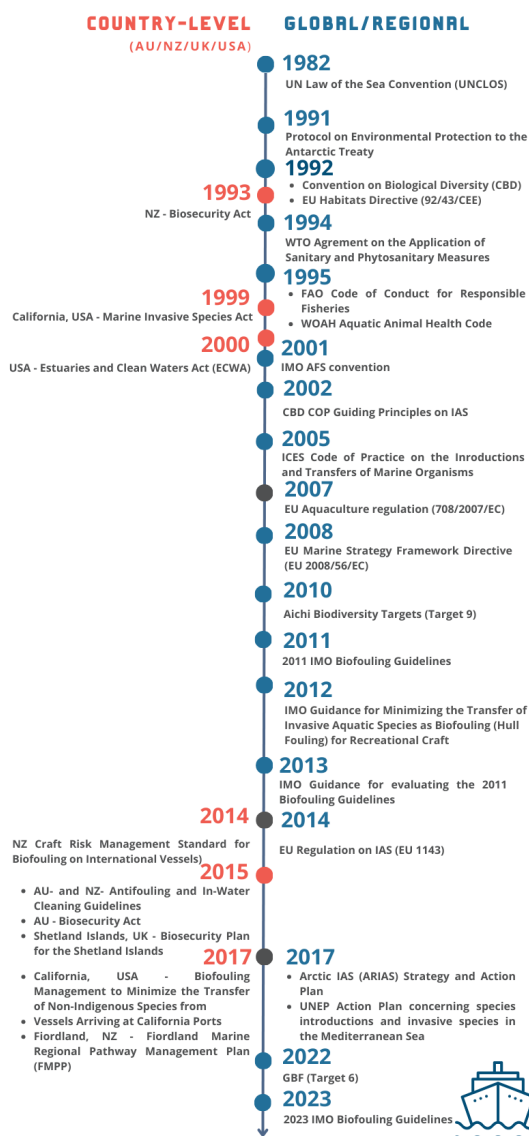 COUNTRY-LEVEL
(AU/NZ/UK/USA)
GLOBAL/REGIONAL
1982
UN Law of the Sea Convention (UNCLOS)
1991
Protocol on Environmental Protection to the
Antarctic Treaty
1992
• Convention on Biological Diversity (CBD)
• EU Habitats Directive (92/43/CEE)
1993
NZ - Biosecurity Act
1994
WTO Agrement on the Application of
Sanitary and Phytosanitary Measures
1995
• FAO Code of Conduct for Responsible
Fisheries
• WOAH Aquatic Animal Health Code
1999
California, USA - Marine Invasive Species Act
2000
USA - Estuaries and Clean Waters Act (ECWA)
2001
IMO AFS convention
2002
CBD COP Guiding Principles on IAS
2005
ICES Code of Practice on the Inroductions
and Transfers of Marine Organisms
2007
EU Aquaculture regulation (708/2007/EC)
2008
EU Marine Strategy Framework Directive
(EU 2008/56/EC)
2010
Aichi Biodiversity Targets (Target 9)
2011
2011 IMO Biofouling Guidelines
2012
IMO Guidance for Minimizing the Transfer of
Invasive Aquatic Species as Biofouling (Hull
Fouling) for Recreational Craft
2013
IMO Guidance for evaluating the 2011
Biofouling Guidelines
2014
NZ Craft Risk Management Standard for
Biofouling on International Vessels)
2014
EU Regulation on IAS (EU 1143)
2015
• AU- and NZ- Antifouling and In-Water
Cleaning Guidelines
• AU - Biosecurity Act
• Shetland Islands, UK - Biosecurity Plan
for the Shetland Islands
2017
• California, USA - Biofouling
Management to Minimize the Transfer
of Non-Indigenous Species from
• Vessels Arriving at California Ports
• Fiordland, NZ - Fiordland Marine
Regional Pathway Management Plan
(FMPP)
2017
• Arctic IAS (ARIAS) Strategy and Action
Plan
• UNEP Action Plan concerning species
introductions and invasive species in
the Mediterranean Sea
2022
GBF (Target 6)
2023
2023 IMO Biofouling Guidelines